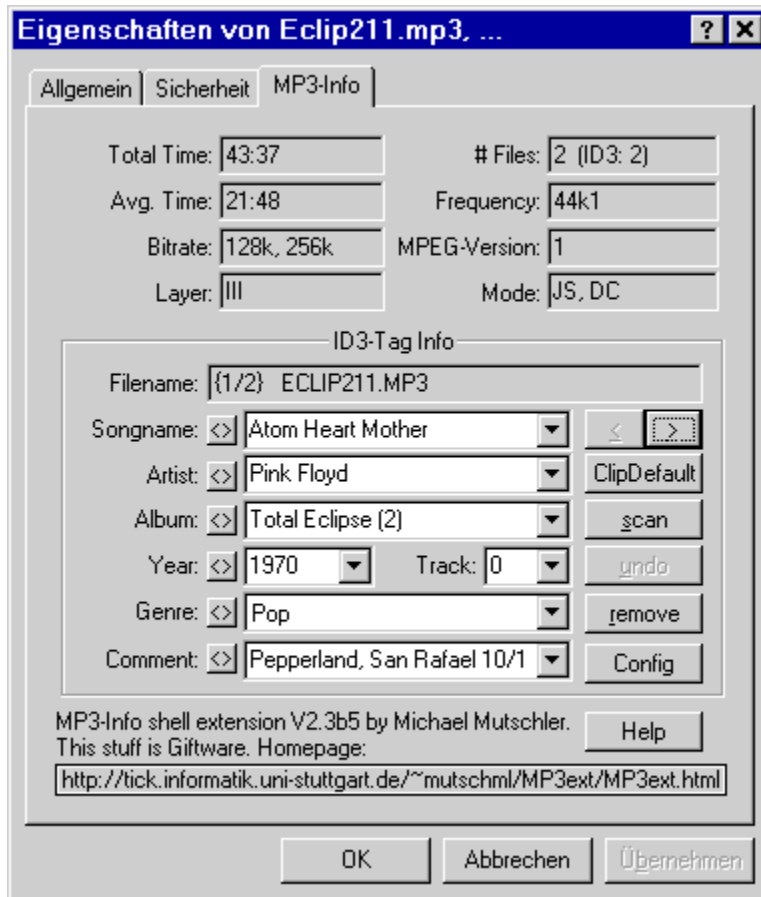 Eigenschaften von Eclip211.mp3, ...
Allgemein Sicherheit MP3-Info
Total Time: 43:37 # Files: 2 (ID3: 2)
Avg. Time: 21:48 Frequency: 44k1
Bitrate: 128k, 256k MPEG-Version: 1
Layer: III Mode: JS, DC
ID3-Tag Info
Filename: {1/2} ECLIP211.MP3
Songname: <> Atom Heart Mother < >
Artist: <> Pink Floyd ClipDefault
Album: <> Total Eclipse (2) scan
Year: <> 1970 Track: 0 undo
Genre: <> Pop remove
Comment: <> Pepperland, San Rafael 10/1 Config
MP3-Info shell extension V2.3b5 by Michael Mutschler.
This stuff is Giftware. Homepage: Help
http://tick.informatik.uni-stuttgart.de/~mutschml/MP3ext/MP3ext.html
OK Abbrechen Übernehmen